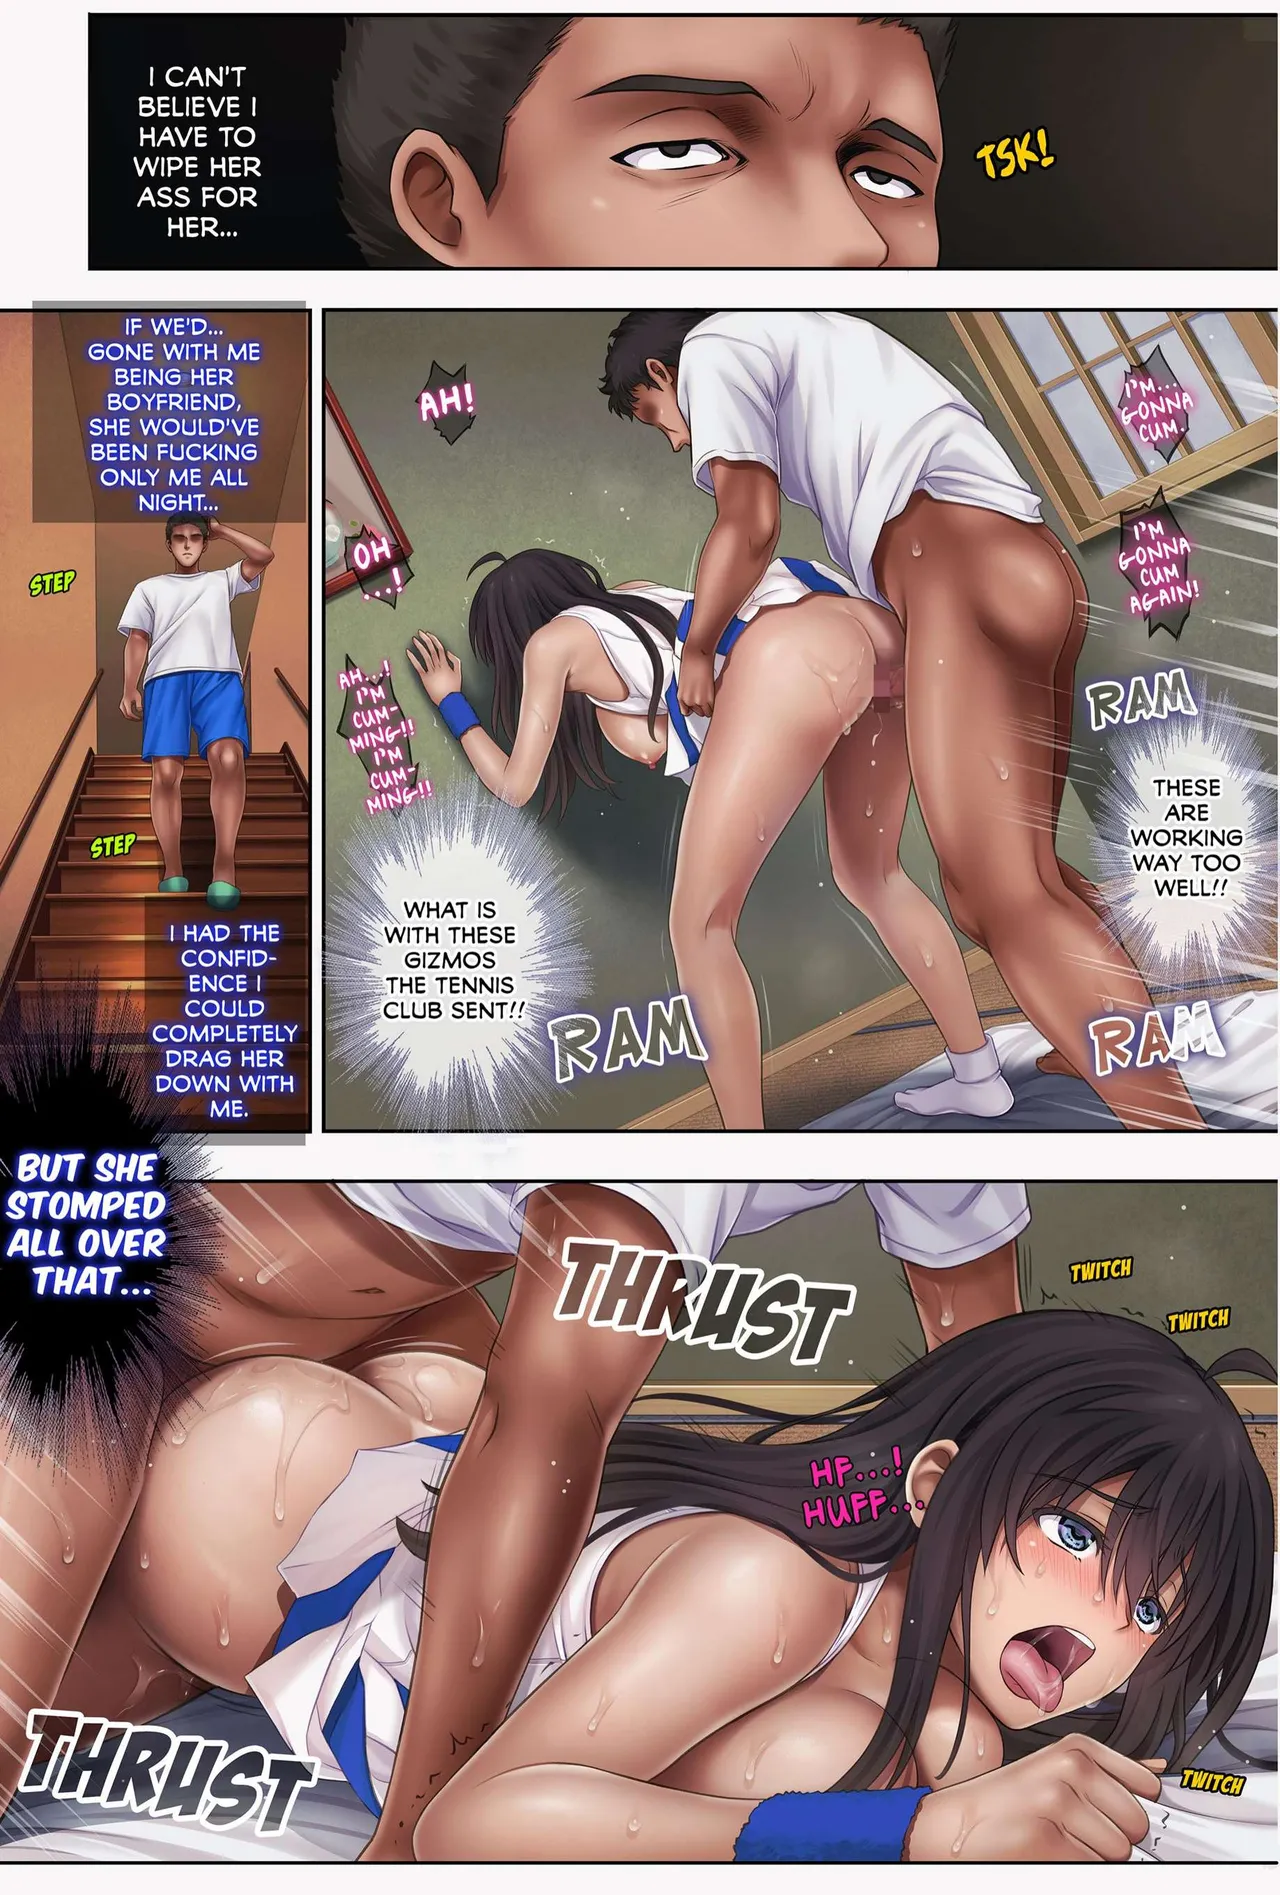 I CAN'T
BELIEVE I
HAVE TO
WIPE HER
ASS FOR
HER...
TSK!
IF WE'D...
GONE WITH ME
BEING HER
BOYFRIEND,
SHE WOULD'VE
BEEN FUCKING
ONLY ME ALL
NIGHT...
STEP
STEP
I HAD THE
CONFID-
ENCE I
COULD
COMPLETELY
DRAG HER
DOWN WITH
ME.
BUT SHE
STOMPED
ALL OVER
THAT...
AH!
OH
...!
AH...!
I'M
CUM-
MING!!
I'M
CUM-
MING!!
WHAT IS
WITH THESE
GIZMOS
THE TENNIS
CLUB SENT!!
RAM
I'M...
GONNA
CUM.
I'M
GONNA
CUM
AGAIN!
RAM
THESE
ARE
WORKING
WAY TOO
WELL!!
RAM
THRUST
TWITCH
TWITCH
HF...!
HUFF...
THRUST
TWITCH